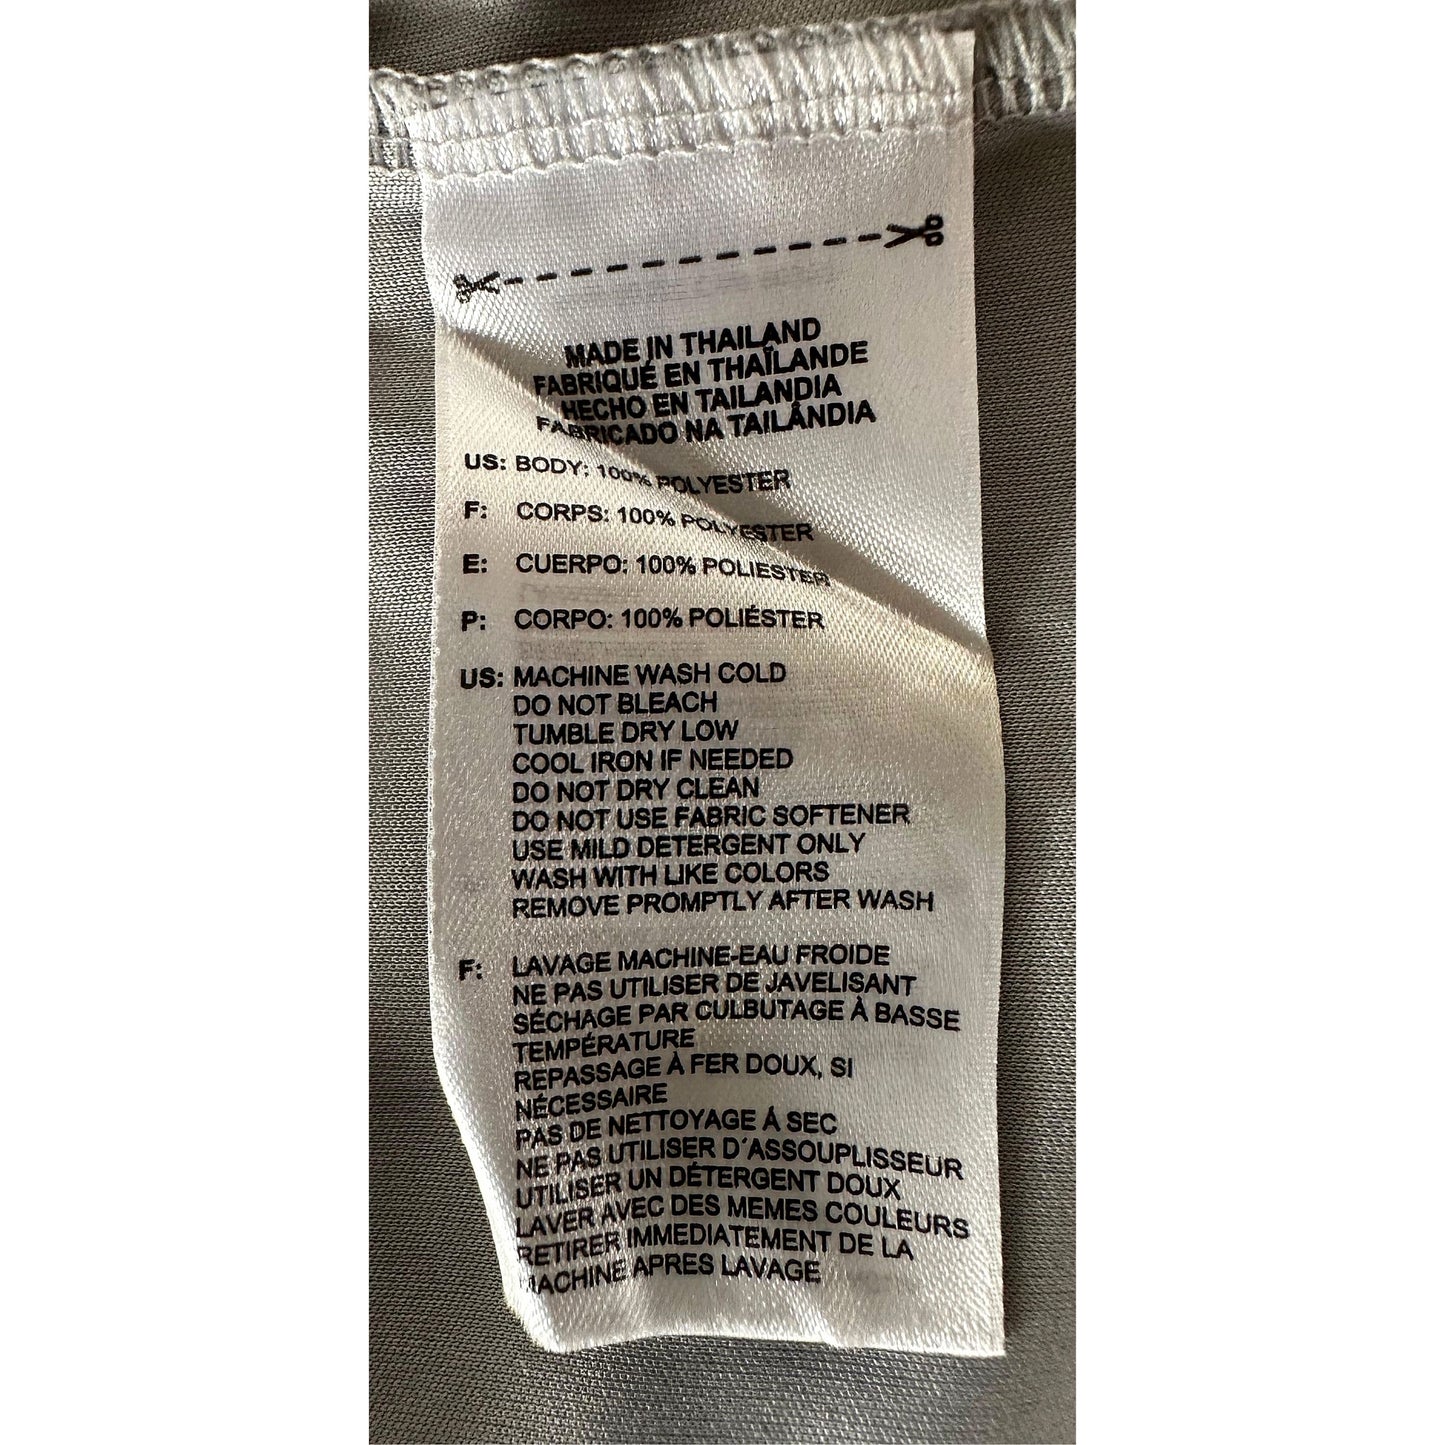 MADE IN THAILAND
FABRIQUÉ EN THAÏLANDE
HECHO EN TAILANDIA
FABRICADO NA TAILÂNDIA
US: BODY: 100% POLYESTER
F: CORPS: 100% POLYESTER
E: CUERPO: 100% POLIESTER
P: CORPO: 100% POLIÉSTER
US: MACHINE WASH COLD
DO NOT BLEACH
TUMBLE DRY LOW
COOL IRON IF NEEDED
DO NOT DRY CLEAN
DO NOT USE FABRIC SOFTENER
USE MILD DETERGENT ONLY
WASH WITH LIKE COLORS
REMOVE PROMPTLY AFTER WASH
F: LAVAGE MACHINE-EAU FROIDE
NE PAS UTILISER DE JAVELISANT
SÉCHAGE PAR CULBUTAGE À BASSE
TEMPÉRATURE
REPASSAGE À FER DOUX, SI
NÉCESSAIRE
PAS DE NETTOYAGE Á SEC
NE PAS UTILISER D´ASSOUPLISSEUR
UTILISER UN DÉTERGENT DOUX
LAVER AVEC DES MEMES COULEURS
RETIRER IMMEDIATEMENT DE LA
MACHINE APRES LAVAGE